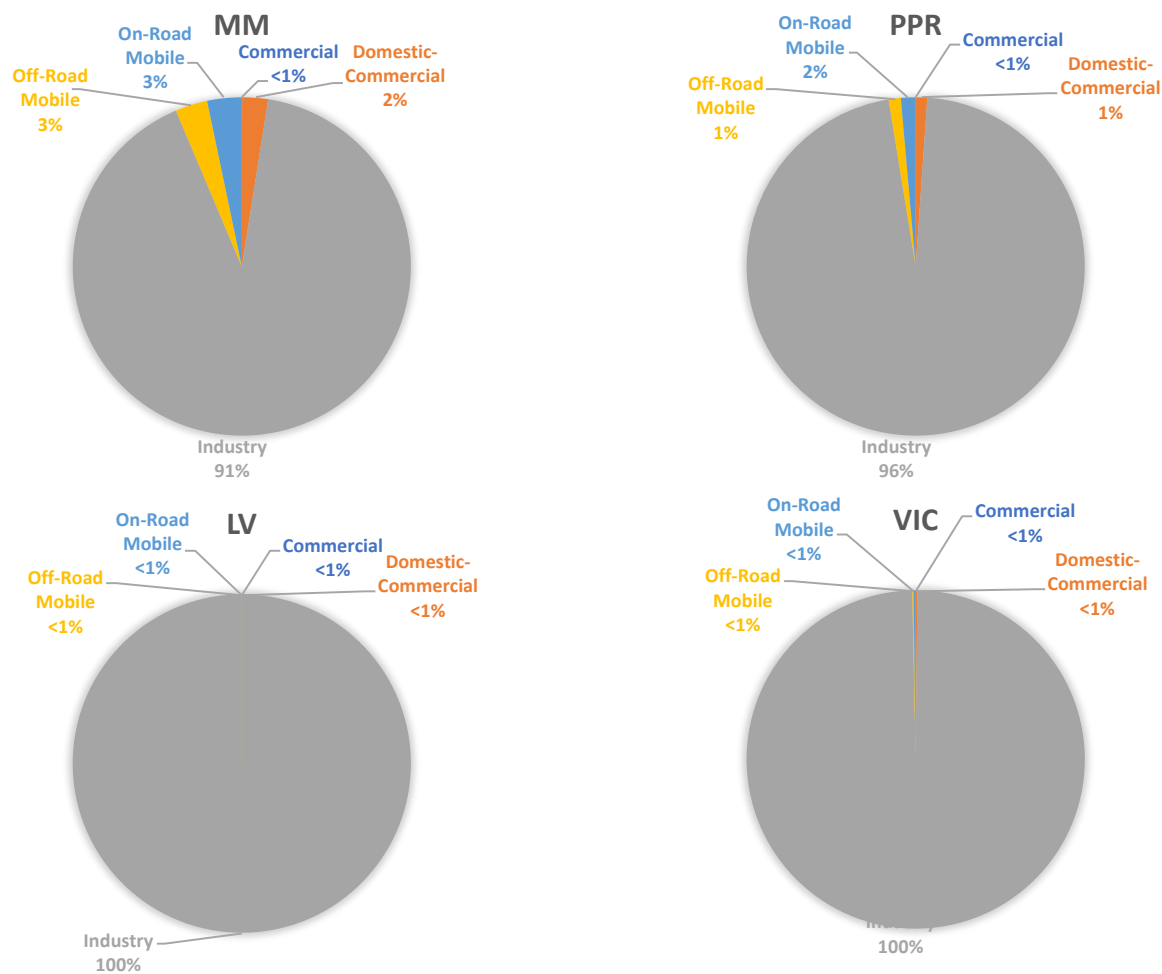 MM
On-Road
Mobile
3%
Commercial
<1%
Domestic-
Commercial
2%
Off-Road
Mobile
3%
Industry
91%
PPR
On-Road
Mobile
2%
Commercial
<1%
Domestic-
Commercial
1%
Off-Road
Mobile
1%
Industry
96%
LV
On-Road
Mobile
<1%
Commercial
<1%
Domestic-
Commercial
<1%
Off-Road
Mobile
<1%
Industry
100%
VIC
On-Road
Mobile
<1%
Commercial
<1%
Domestic-
Commercial
<1%
Off-Road
Mobile
<1%
Industry
100%